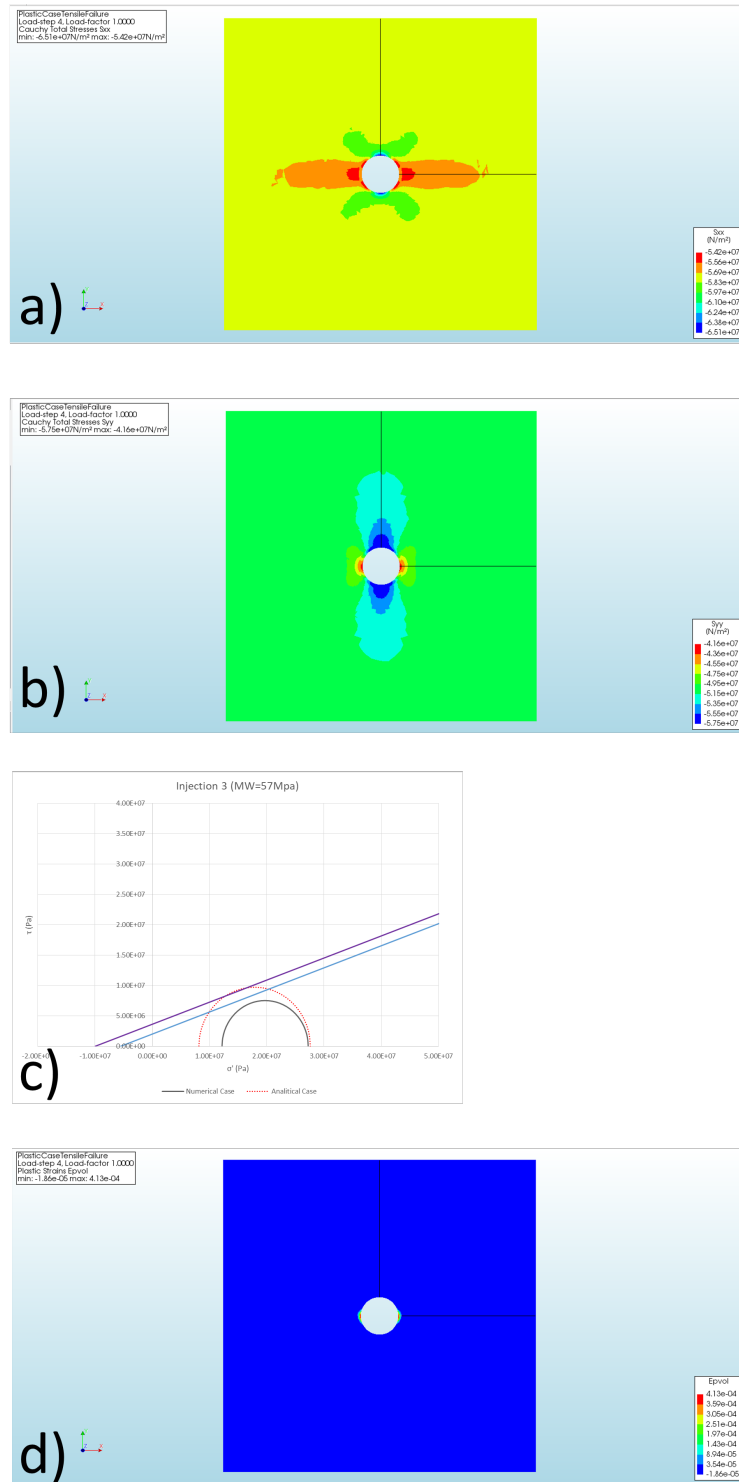 PlasticCaseTensileFailure
Load-step 4, Load-factor 1.0000
Cauchy Total Stresses Sxx
min: -6.51e+07N/m² max: -5.42e+07N/m²
Sxx
(N/m²)
-5.42e+07
-5.56e+07
-5.69e+07
-5.83e+07
-5.97e+07
-6.10e+07
-6.24e+07
-6.38e+07
-6.51e+07
Y
Z
X
a)
PlasticCaseTensileFailure
Load-step 4, Load-factor 1.0000
Cauchy Total Stresses Syy
min: -5.75e+07N/m² max: -4.16e+07N/m²
Syy
(N/m²)
-4.16e+07
-4.36e+07
-4.55e+07
-4.75e+07
-4.95e+07
-5.15e+07
-5.35e+07
-5.55e+07
-5.75e+07
Y
Z
X
b)
Injection 3 (MW=57Mpa)
4.00E+07
3.50E+07
3.00E+07
2.50E+07
2.00E+07
1.50E+07
1.00E+07
5.00E+06
0.00E+00
τ (Pa)
-2.00E+07 -1.00E+07 0.00E+00 1.00E+07 2.00E+07 3.00E+07 4.00E+07 5.00E+07
σ' (Pa)
Numerical Case Analitical Case
c)
PlasticCaseTensileFailure
Load-step 4, Load-factor 1.0000
Plastic Strains Epvol
min: -1.86e-05 max: 4.13e-04
Epvol
4.13e-04
3.59e-04
3.05e-04
2.51e-04
1.97e-04
1.43e-04
8.94e-05
3.54e-05
-1.86e-05
Y
Z
X
d)